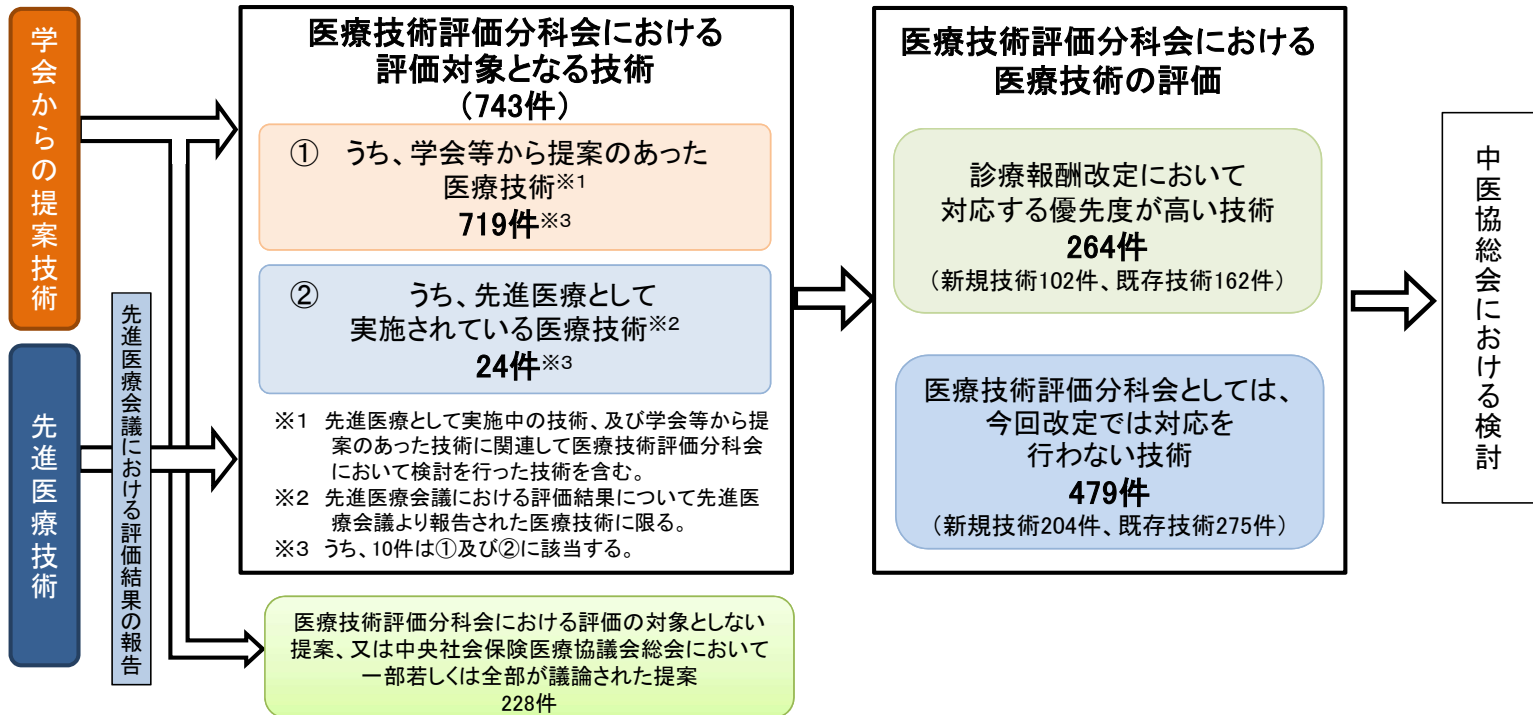 学会からの提案技術
先進医療技術
先進医療会議における評価結果の報告
医療技術評価分科会における
評価対象となる技術
（743件）
① うち、学会等から提案のあった
医療技術※1
719件※3
② うち、先進医療として
実施されている医療技術※2
24件※3
※1 先進医療として実施中の技術、及び学会等から提
案のあった技術に関連して医療技術評価分科会
において検討を行った技術を含む。
※2 先進医療会議における評価結果について先進医
療会議より報告された医療技術に限る。
※3 うち、10件は①及び②に該当する。
医療技術評価分科会における評価の対象としない
提案、又は中央社会保険医療協議会総会において
一部若しくは全部が議論された提案
228件
医療技術評価分科会における
医療技術の評価
診療報酬改定において
対応する優先度が高い技術
264件
（新規技術102件、既存技術162件）
医療技術評価分科会としては、
今回改定では対応を
行わない技術
479件
（新規技術204件、既存技術275件）
中医協総会における検討